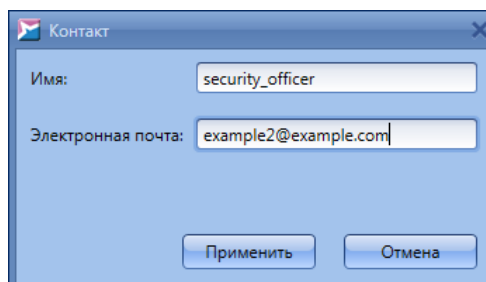 Контакт
Имя: security_officer
Электронная почта: example2@example.com
Применить Отмена